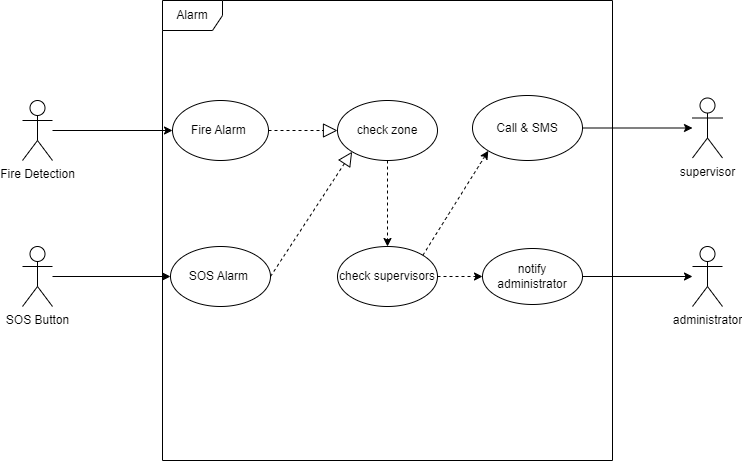 Alarm
Fire Alarm
check zone
Call & SMS
Fire Detection
supervisor
SOS Alarm
check supervisors
notify
administrator
SOS Button
administrator